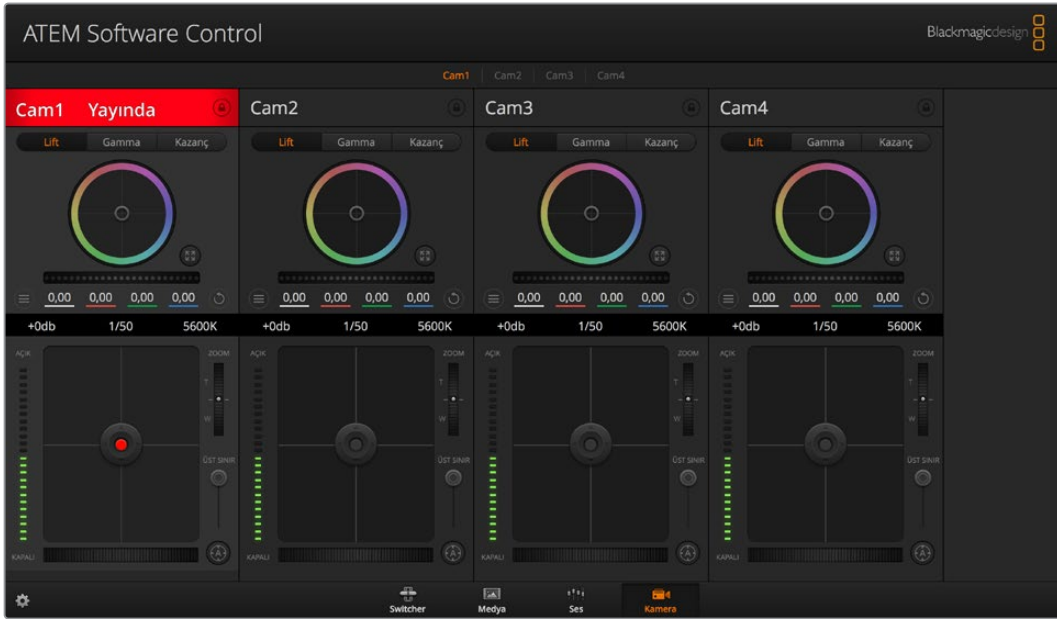 ATEM Software Control
Blackmagicdesign
Cam1 Cam2 Cam3 Cam4
Cam1 Yayında Cam2 Cam3 Cam4
Lift Gamma Kazanç Lift Gamma Kazanç Lift Gamma Kazanç Lift Gamma Kazanç
0,00 0,00 0,00 0,00 0,00 0,00 0,00 0,00 0,00 0,00 0,00 0,00 0,00 0,00 0,00 0,00
+0db 1/50 5600K +0db 1/50 5600K +0db 1/50 5600K +0db 1/50 5600K
AÇIK ZOOM AÇIK ZOOM AÇIK ZOOM AÇIK ZOOM
T T T T
W W W W
ÜST SINIR ÜST SINIR ÜST SINIR ÜST SINIR
KAPALI A KAPALI A KAPALI A KAPALI A
Switcher Medya Ses Kamera